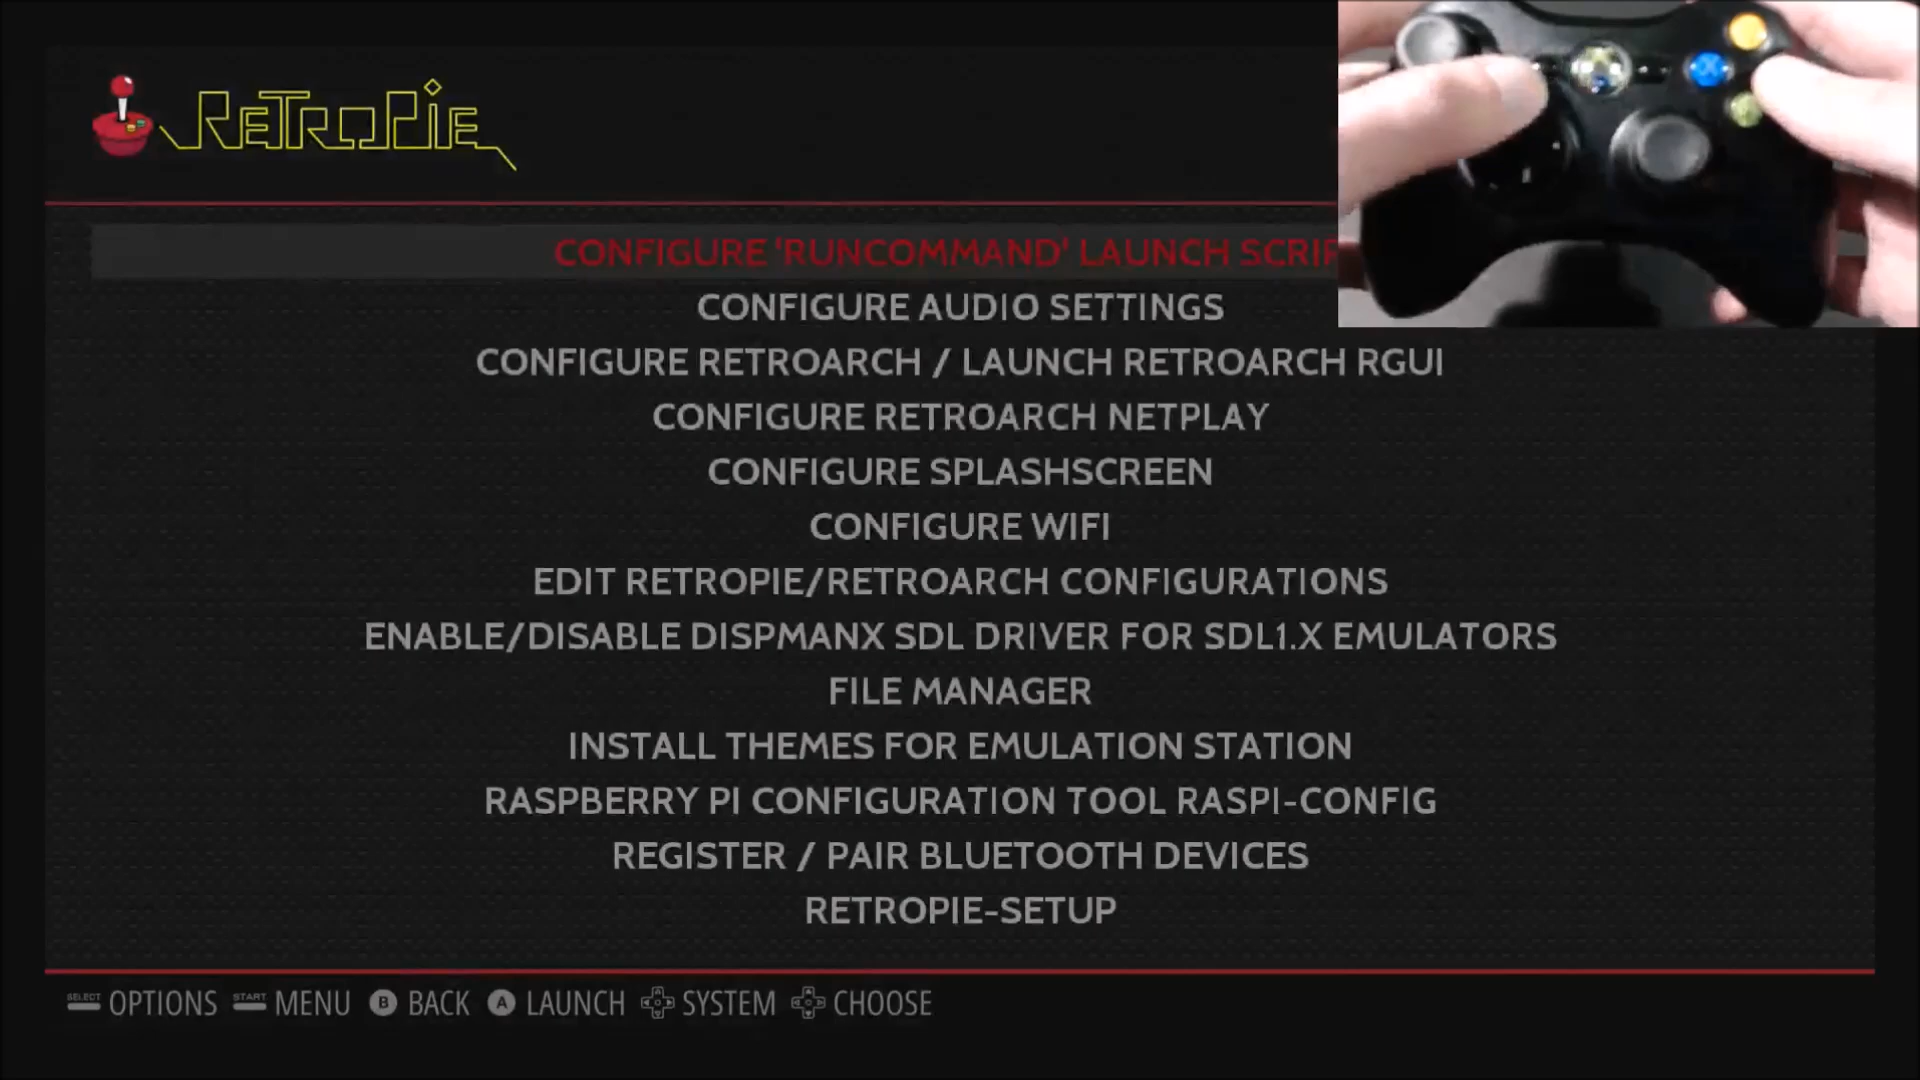 RETROPIE
CONFIGURE 'RUNCOMMAND' LAUNCH
CONFIGURE AUDIO SETTINGS
CONFIGURE RETROARCH / LAUNCH RETROARCH RGUI
CONFIGURE RETROARCH NETPLAY
CONFIGURE SPLASHSCREEN
CONFIGURE WIFI
EDIT RETROPIE/RETROARCH CONFIGURATIONS
ENABLE/DISABLE DISPMANX SDL DRIVER FOR SDL1.X EMULATORS
FILE MANAGER
INSTALL THEMES FOR EMULATION STATION
RASPBERRY PI CONFIGURATION TOOL RASPI-CONFIG
REGISTER / PAIR BLUETOOTH DEVICES
RETROPIE-SETUP
SELECT OPTIONS START MENU B BACK A LAUNCH SYSTEM CHOOSE